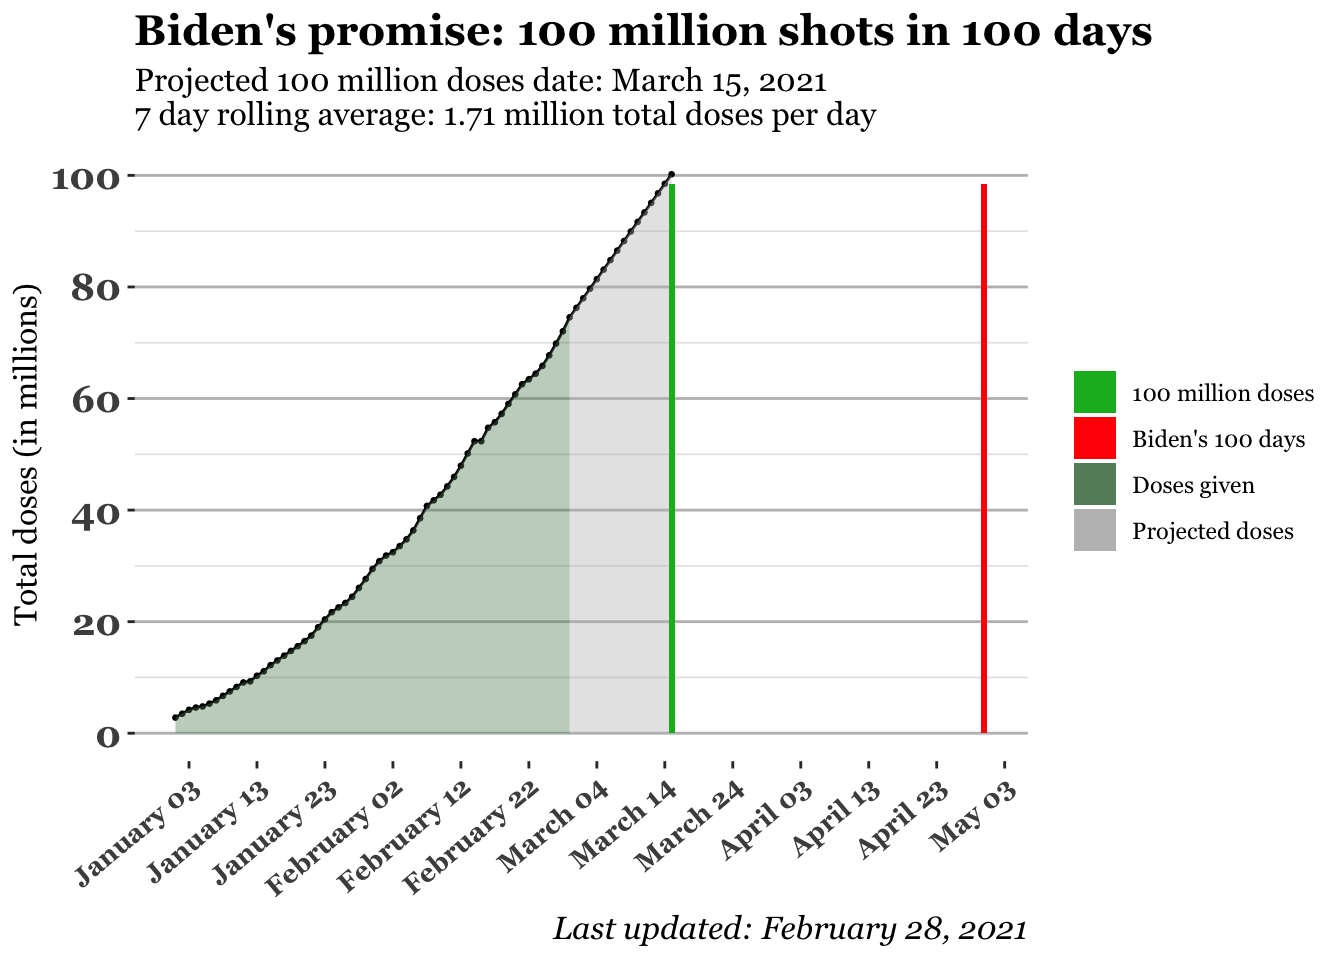 Biden's promise: 100 million shots in 100 days
Projected 100 million doses date: March 15, 2021
7 day rolling average: 1.71 million total doses per day
Total doses (in millions)
100
80
60
40
20
0
January 03
January 13
January 23
February 02
February 12
February 22
March 04
March 14
March 24
April 03
April 13
April 23
May 03
100 million doses
Biden's 100 days
Doses given
Projected doses
Last updated: February 28, 2021